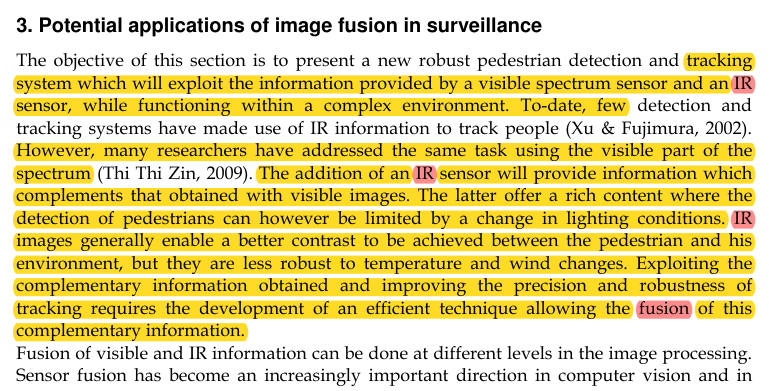 3. Potential applications of image fusion in surveillance
The objective of this section is to present a new robust pedestrian detection and tracking
system which will exploit the information provided by a visible spectrum sensor and an IR
sensor, while functioning within a complex environment. To-date, few detection and
tracking systems have made use of IR information to track people (Xu & Fujimura, 2002).
However, many researchers have addressed the same task using the visible part of the
spectrum (Thi Thi Zin, 2009). The addition of an IR sensor will provide information which
complements that obtained with visible images. The latter offer a rich content where the
detection of pedestrians can however be limited by a change in lighting conditions. IR
images generally enable a better contrast to be achieved between the pedestrian and his
environment, but they are less robust to temperature and wind changes. Exploiting the
complementary information obtained and improving the precision and robustness of
tracking requires the development of an efficient technique allowing the fusion of this
complementary information.
Fusion of visible and IR information can be done at different levels in the image processing.
Sensor fusion has become an increasingly important direction in computer vision and in